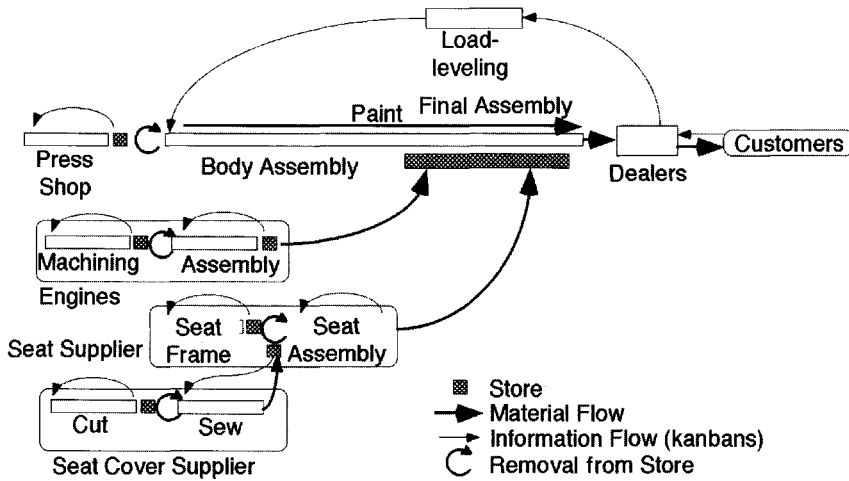 Load-
leveling
Paint
Final Assembly
Press
Shop
Body Assembly
Dealers
Customers
Machining
Assembly
Engines
Seat
Frame
Seat
Assembly
Seat Supplier
Cut
Sew
Seat Cover Supplier
Store
Material Flow
Information Flow (kanbans)
Removal from Store